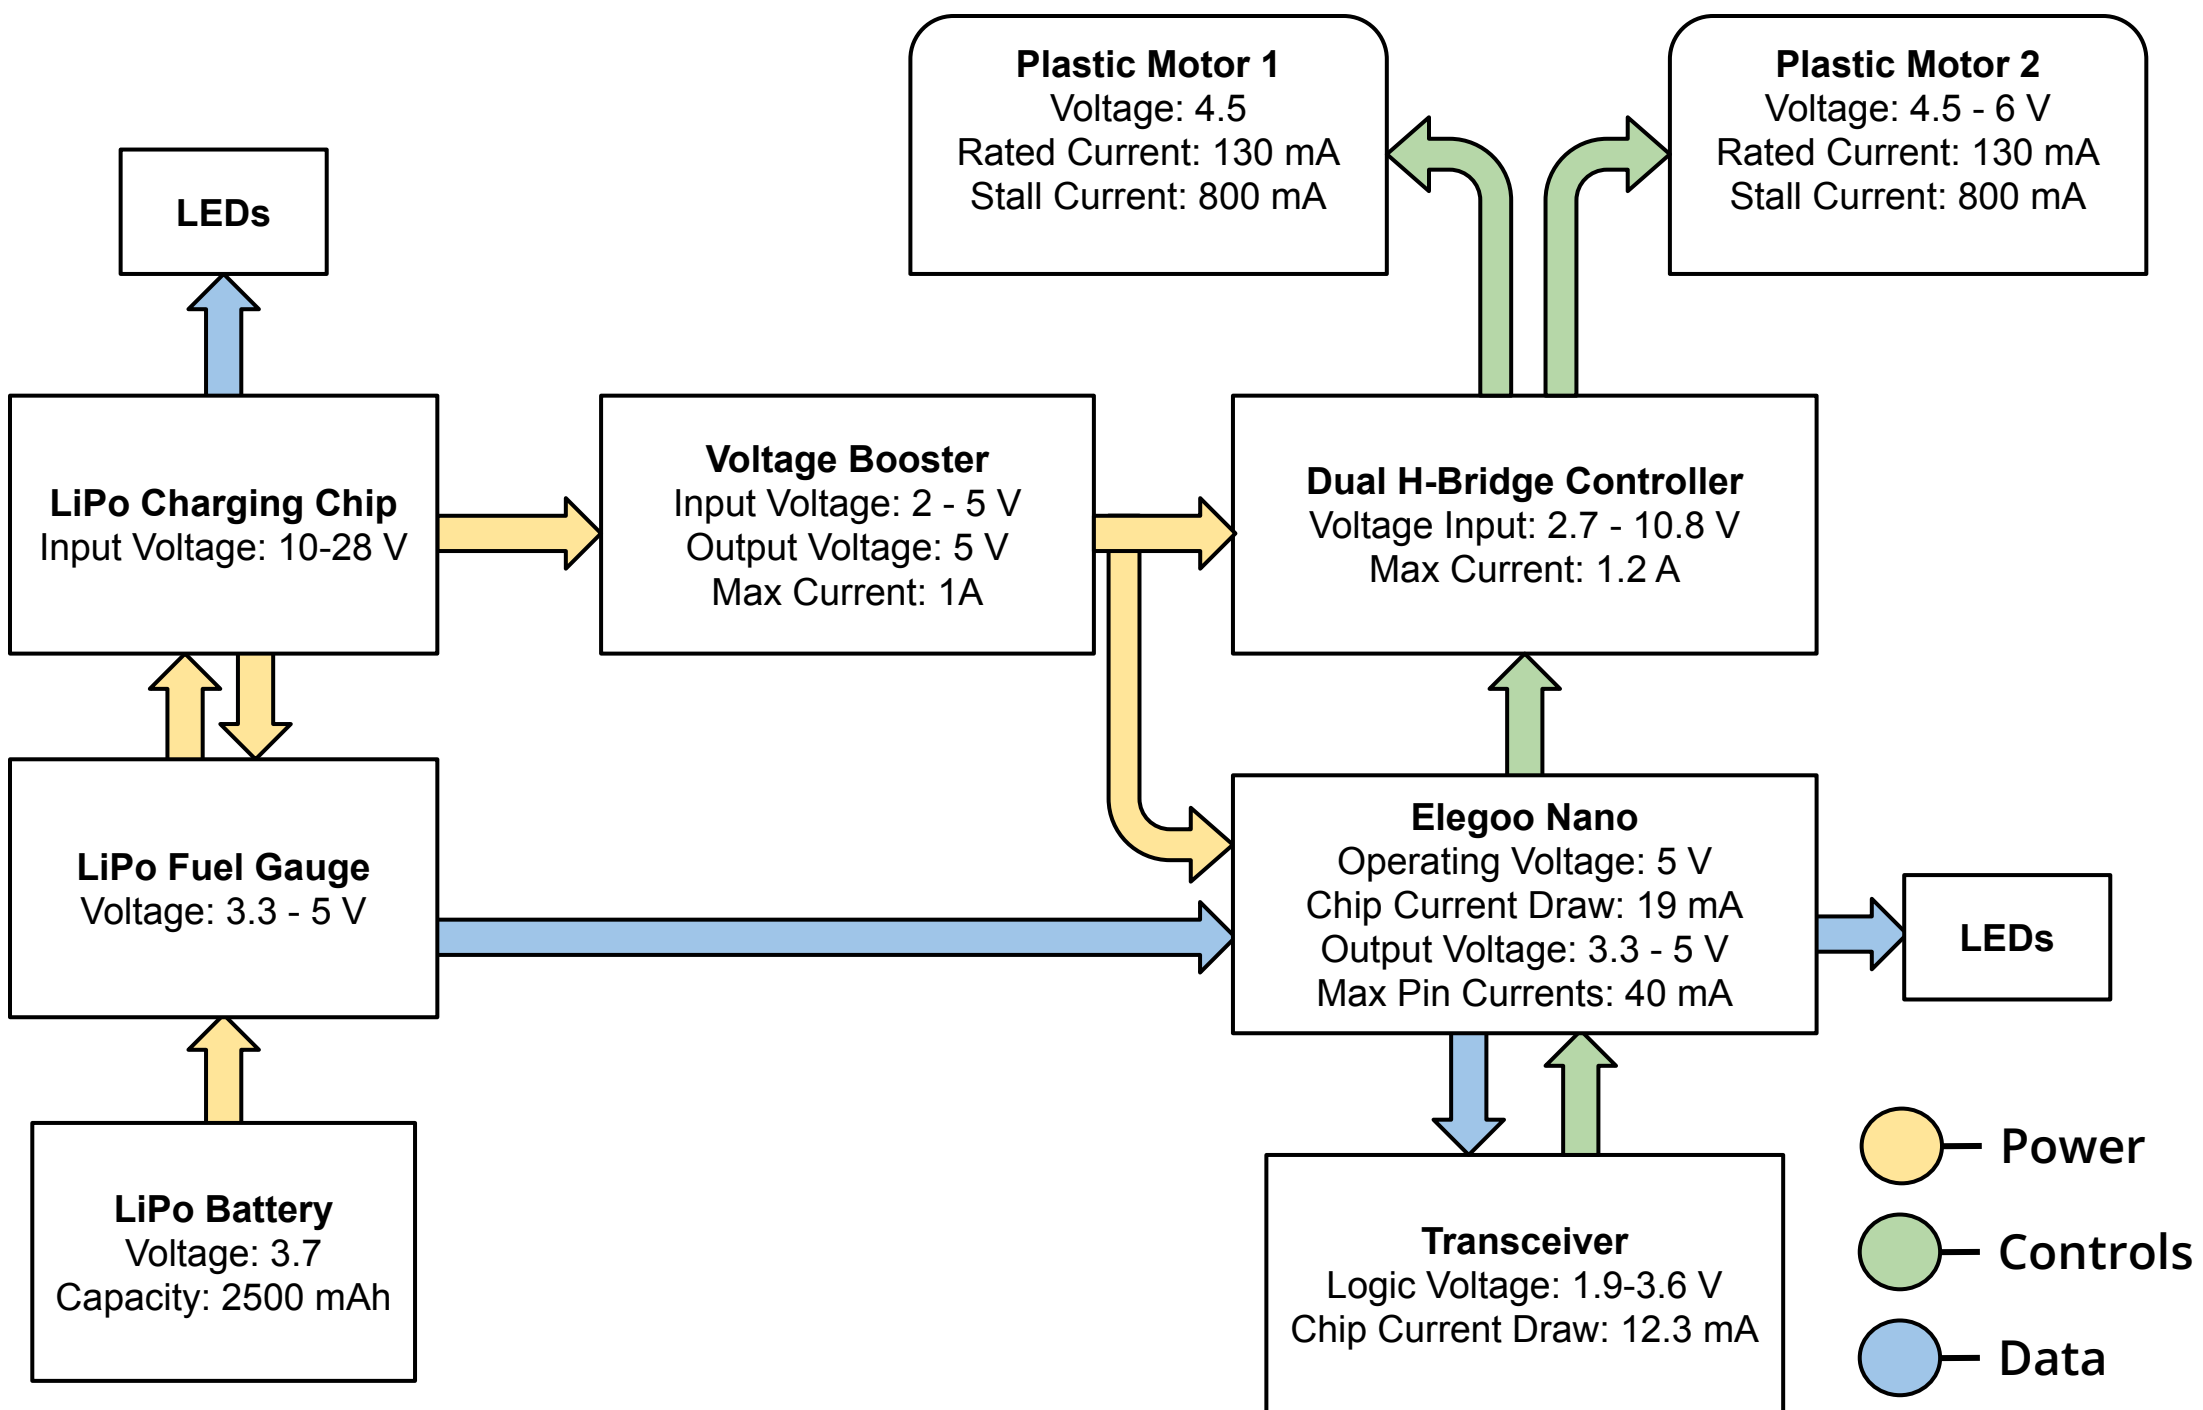 Plastic Motor 1
Voltage: 4.5
Rated Current: 130 mA
Stall Current: 800 mA
Plastic Motor 2
Voltage: 4.5 - 6 V
Rated Current: 130 mA
Stall Current: 800 mA
LEDs
LiPo Charging Chip
Input Voltage: 10-28 V
Voltage Booster
Input Voltage: 2 - 5 V
Output Voltage: 5 V
Max Current: 1A
Dual H-Bridge Controller
Voltage Input: 2.7 - 10.8 V
Max Current: 1.2 A
LiPo Fuel Gauge
Voltage: 3.3 - 5 V
Elegoo Nano
Operating Voltage: 5 V
Chip Current Draw: 19 mA
Output Voltage: 3.3 - 5 V
Max Pin Currents: 40 mA
LEDs
LiPo Battery
Voltage: 3.7
Capacity: 2500 mAh
Transceiver
Logic Voltage: 1.9-3.6 V
Chip Current Draw: 12.3 mA
Power
Controls
Data